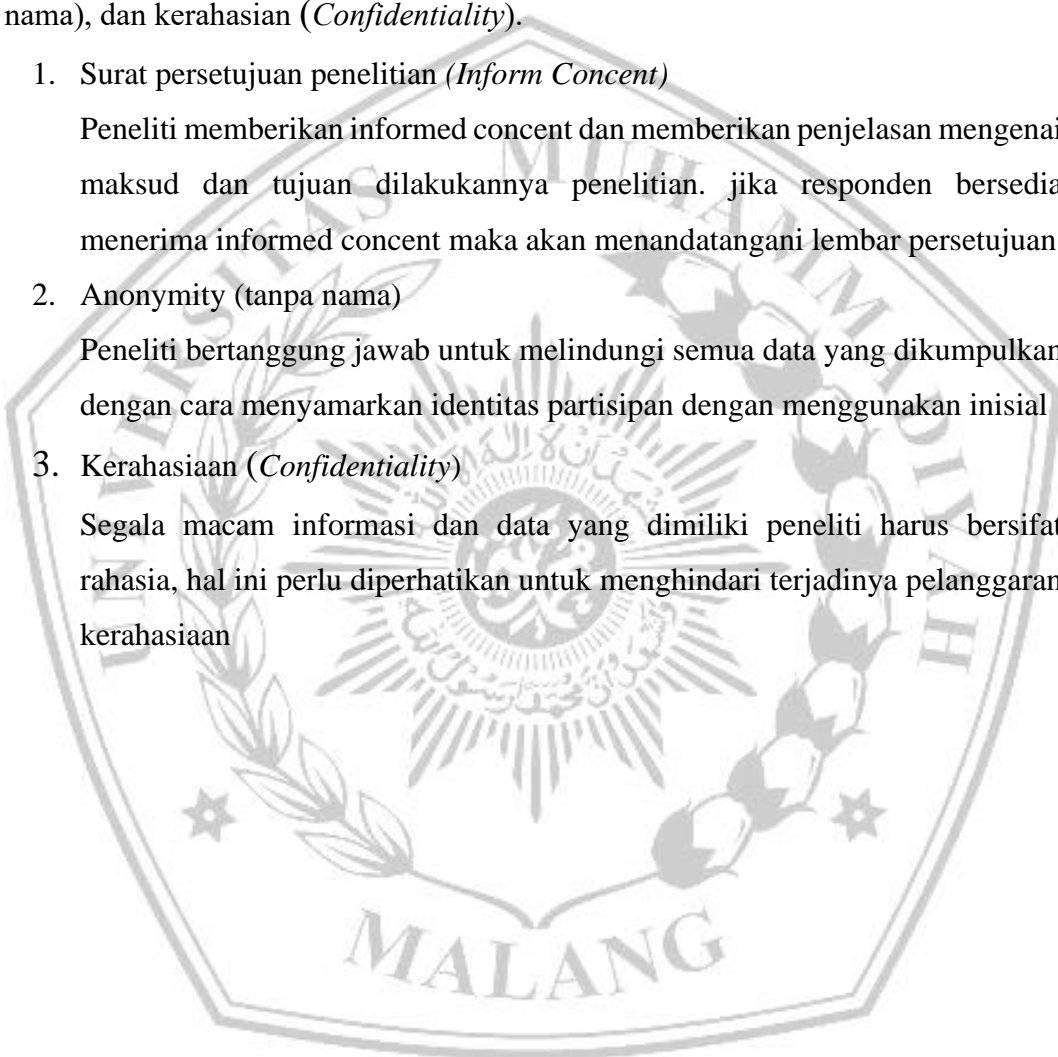 nama), dan kerahasian (Confidentiality).
1. Surat persetujuan penelitian (Inform Concent)
Peneliti memberikan informed concent dan memberikan penjelasan mengenai
maksud dan tujuan dilakukannya penelitian. jika responden bersedia
menerima informed concent maka akan menandatangani lembar persetujuan
2. Anonymity (tanpa nama)
Peneliti bertanggung jawab untuk melindungi semua data yang dikumpulkan
dengan cara menyamarkan identitas partisipan dengan menggunakan inisial
3. Kerahasiaan (Confidentiality)
Segala macam informasi dan data yang dimiliki peneliti harus bersifat
rahasia, hal ini perlu diperhatikan untuk menghindari terjadinya pelanggaran
kerahasiaan
UNIVERSITAS MUHAMMADIYAH
MALANG